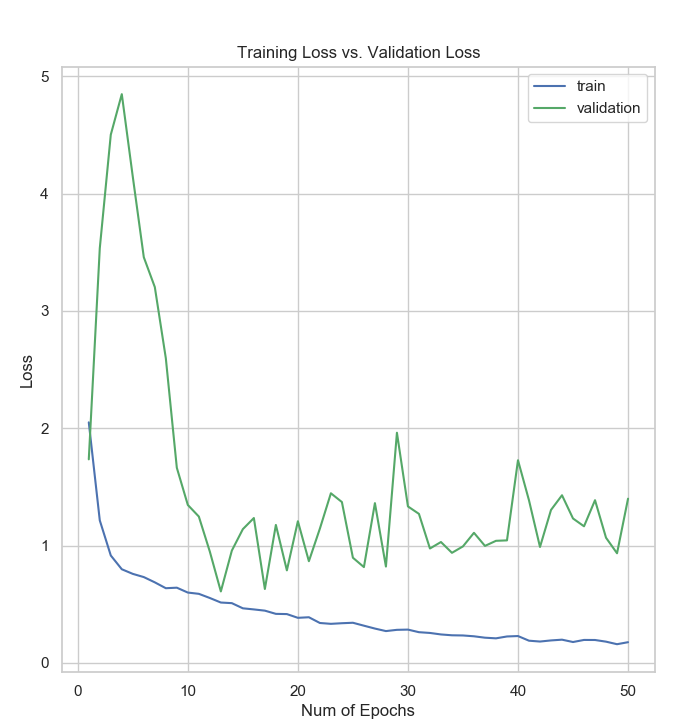 Training Loss vs. Validation Loss
train
validation
5
4
3
2
1
0
Loss
0 10 20 30 40 50
Num of Epochs